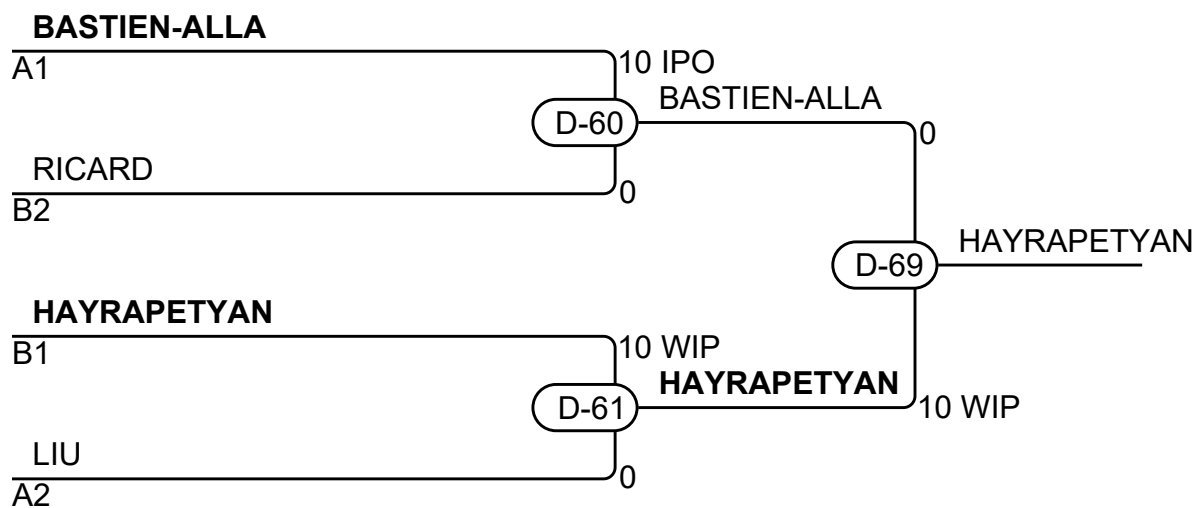 BASTIEN-ALLA
A1
10 IPO
BASTIEN-ALLA
D-60
0
RICARD
0
B2
HAYRAPETYAN
D-69
HAYRAPETYAN
B1
10 WIP
HAYRAPETYAN
D-61
10 WIP
LIU
0
A2